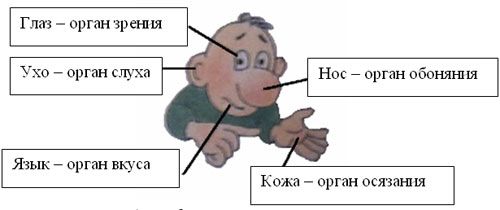 Глаз – орган зрения
Ухо – орган слуха
Нос – орган обоняния
Язык – орган вкуса
Кожа – орган осязания